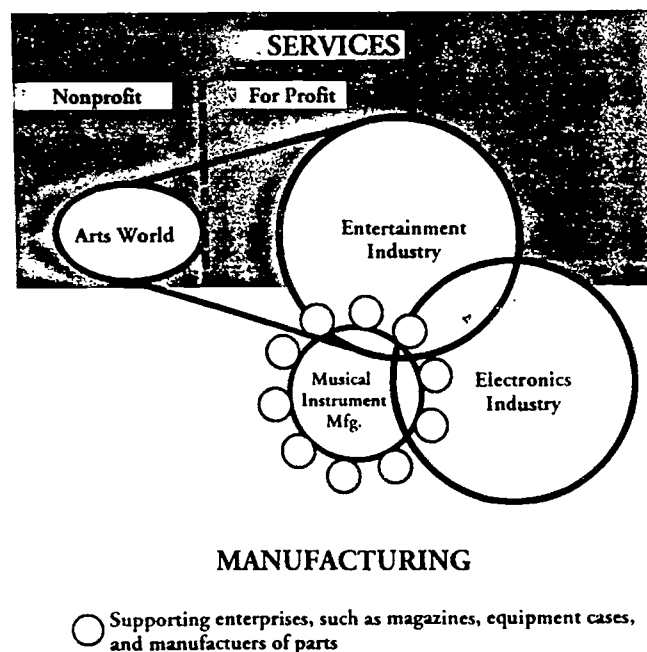 SERVICES
Nonprofit
For Profit
Arts World
Entertainment
Industry
Musical
Instrument
Mfg.
Electronics
Industry
MANUFACTURING
Supporting enterprises, such as magazines, equipment cases,
and manufactuers of parts